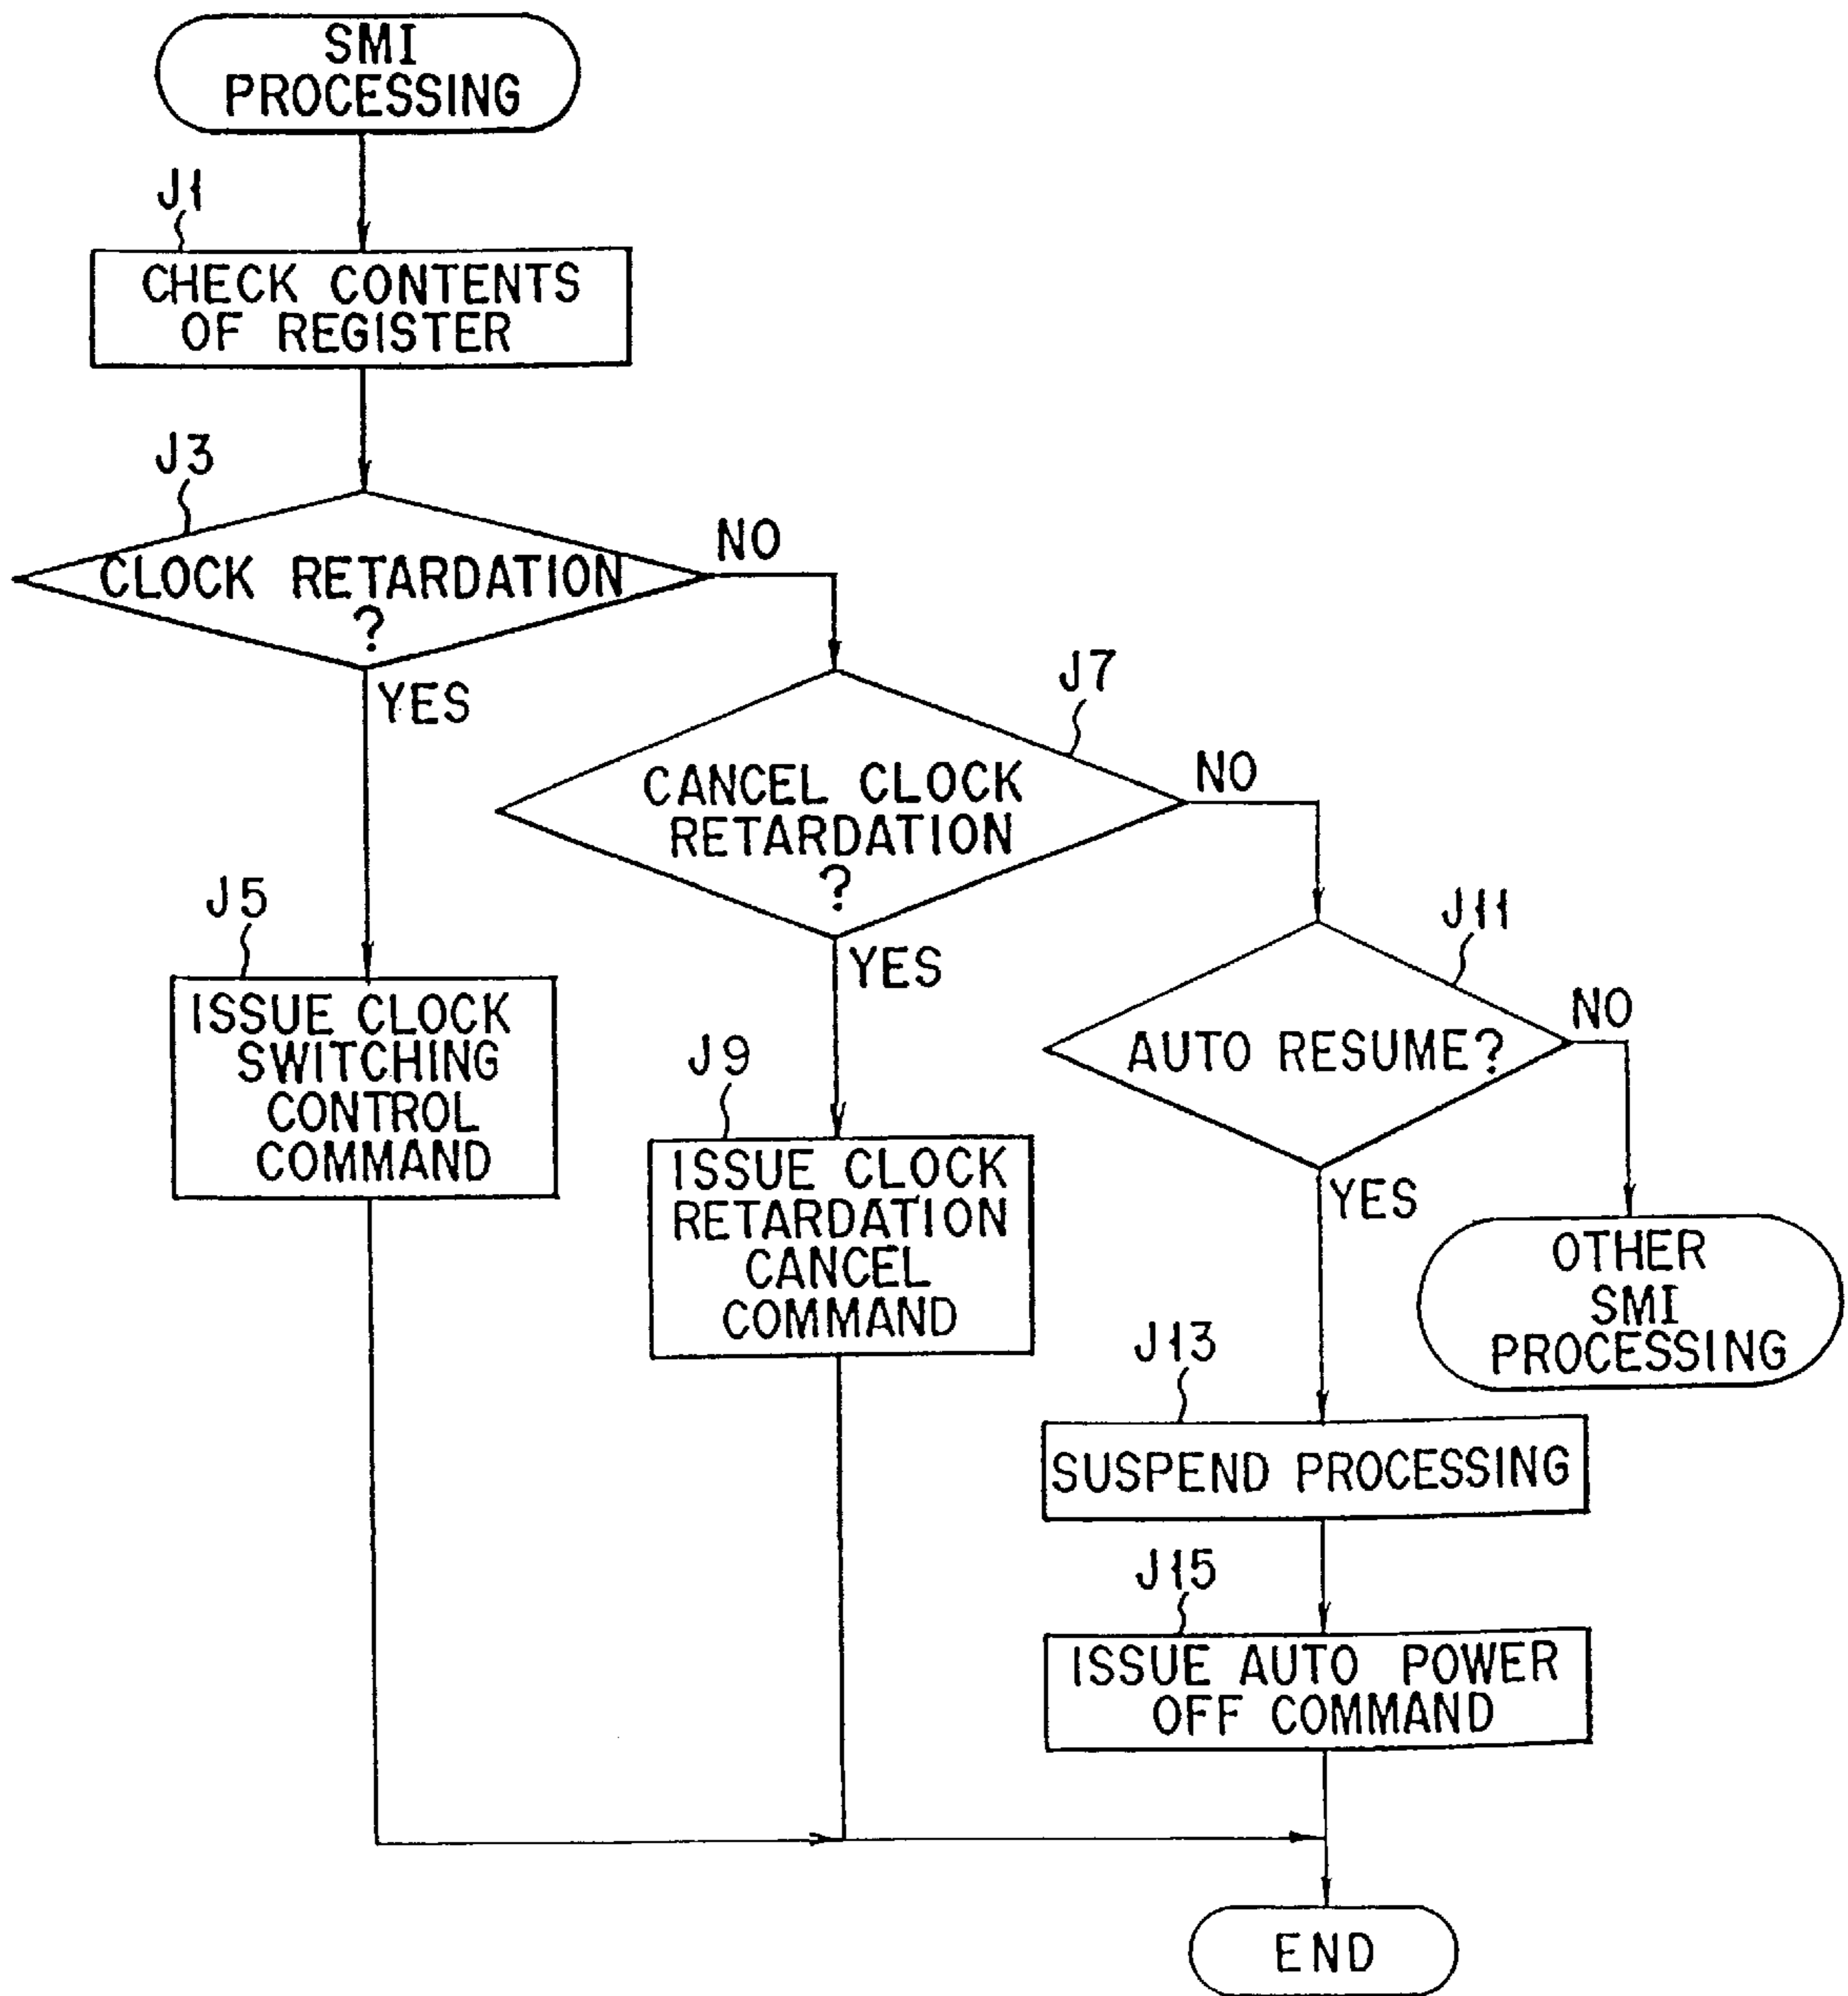 SMI
PROCESSING
J1
CHECK CONTENTS
OF REGISTER
J3
CLOCK RETARDATION
?
NO
YES
J7
CANCEL CLOCK
RETARDATION
?
NO
YES
J5
ISSUE CLOCK
SWITCHING
CONTROL
COMMAND
J9
ISSUE CLOCK
RETARDATION
CANCEL
COMMAND
J11
AUTO RESUME?
NO
YES
OTHER
SMI
PROCESSING
J13
SUSPEND PROCESSING
J15
ISSUE AUTO POWER
OFF COMMAND
END